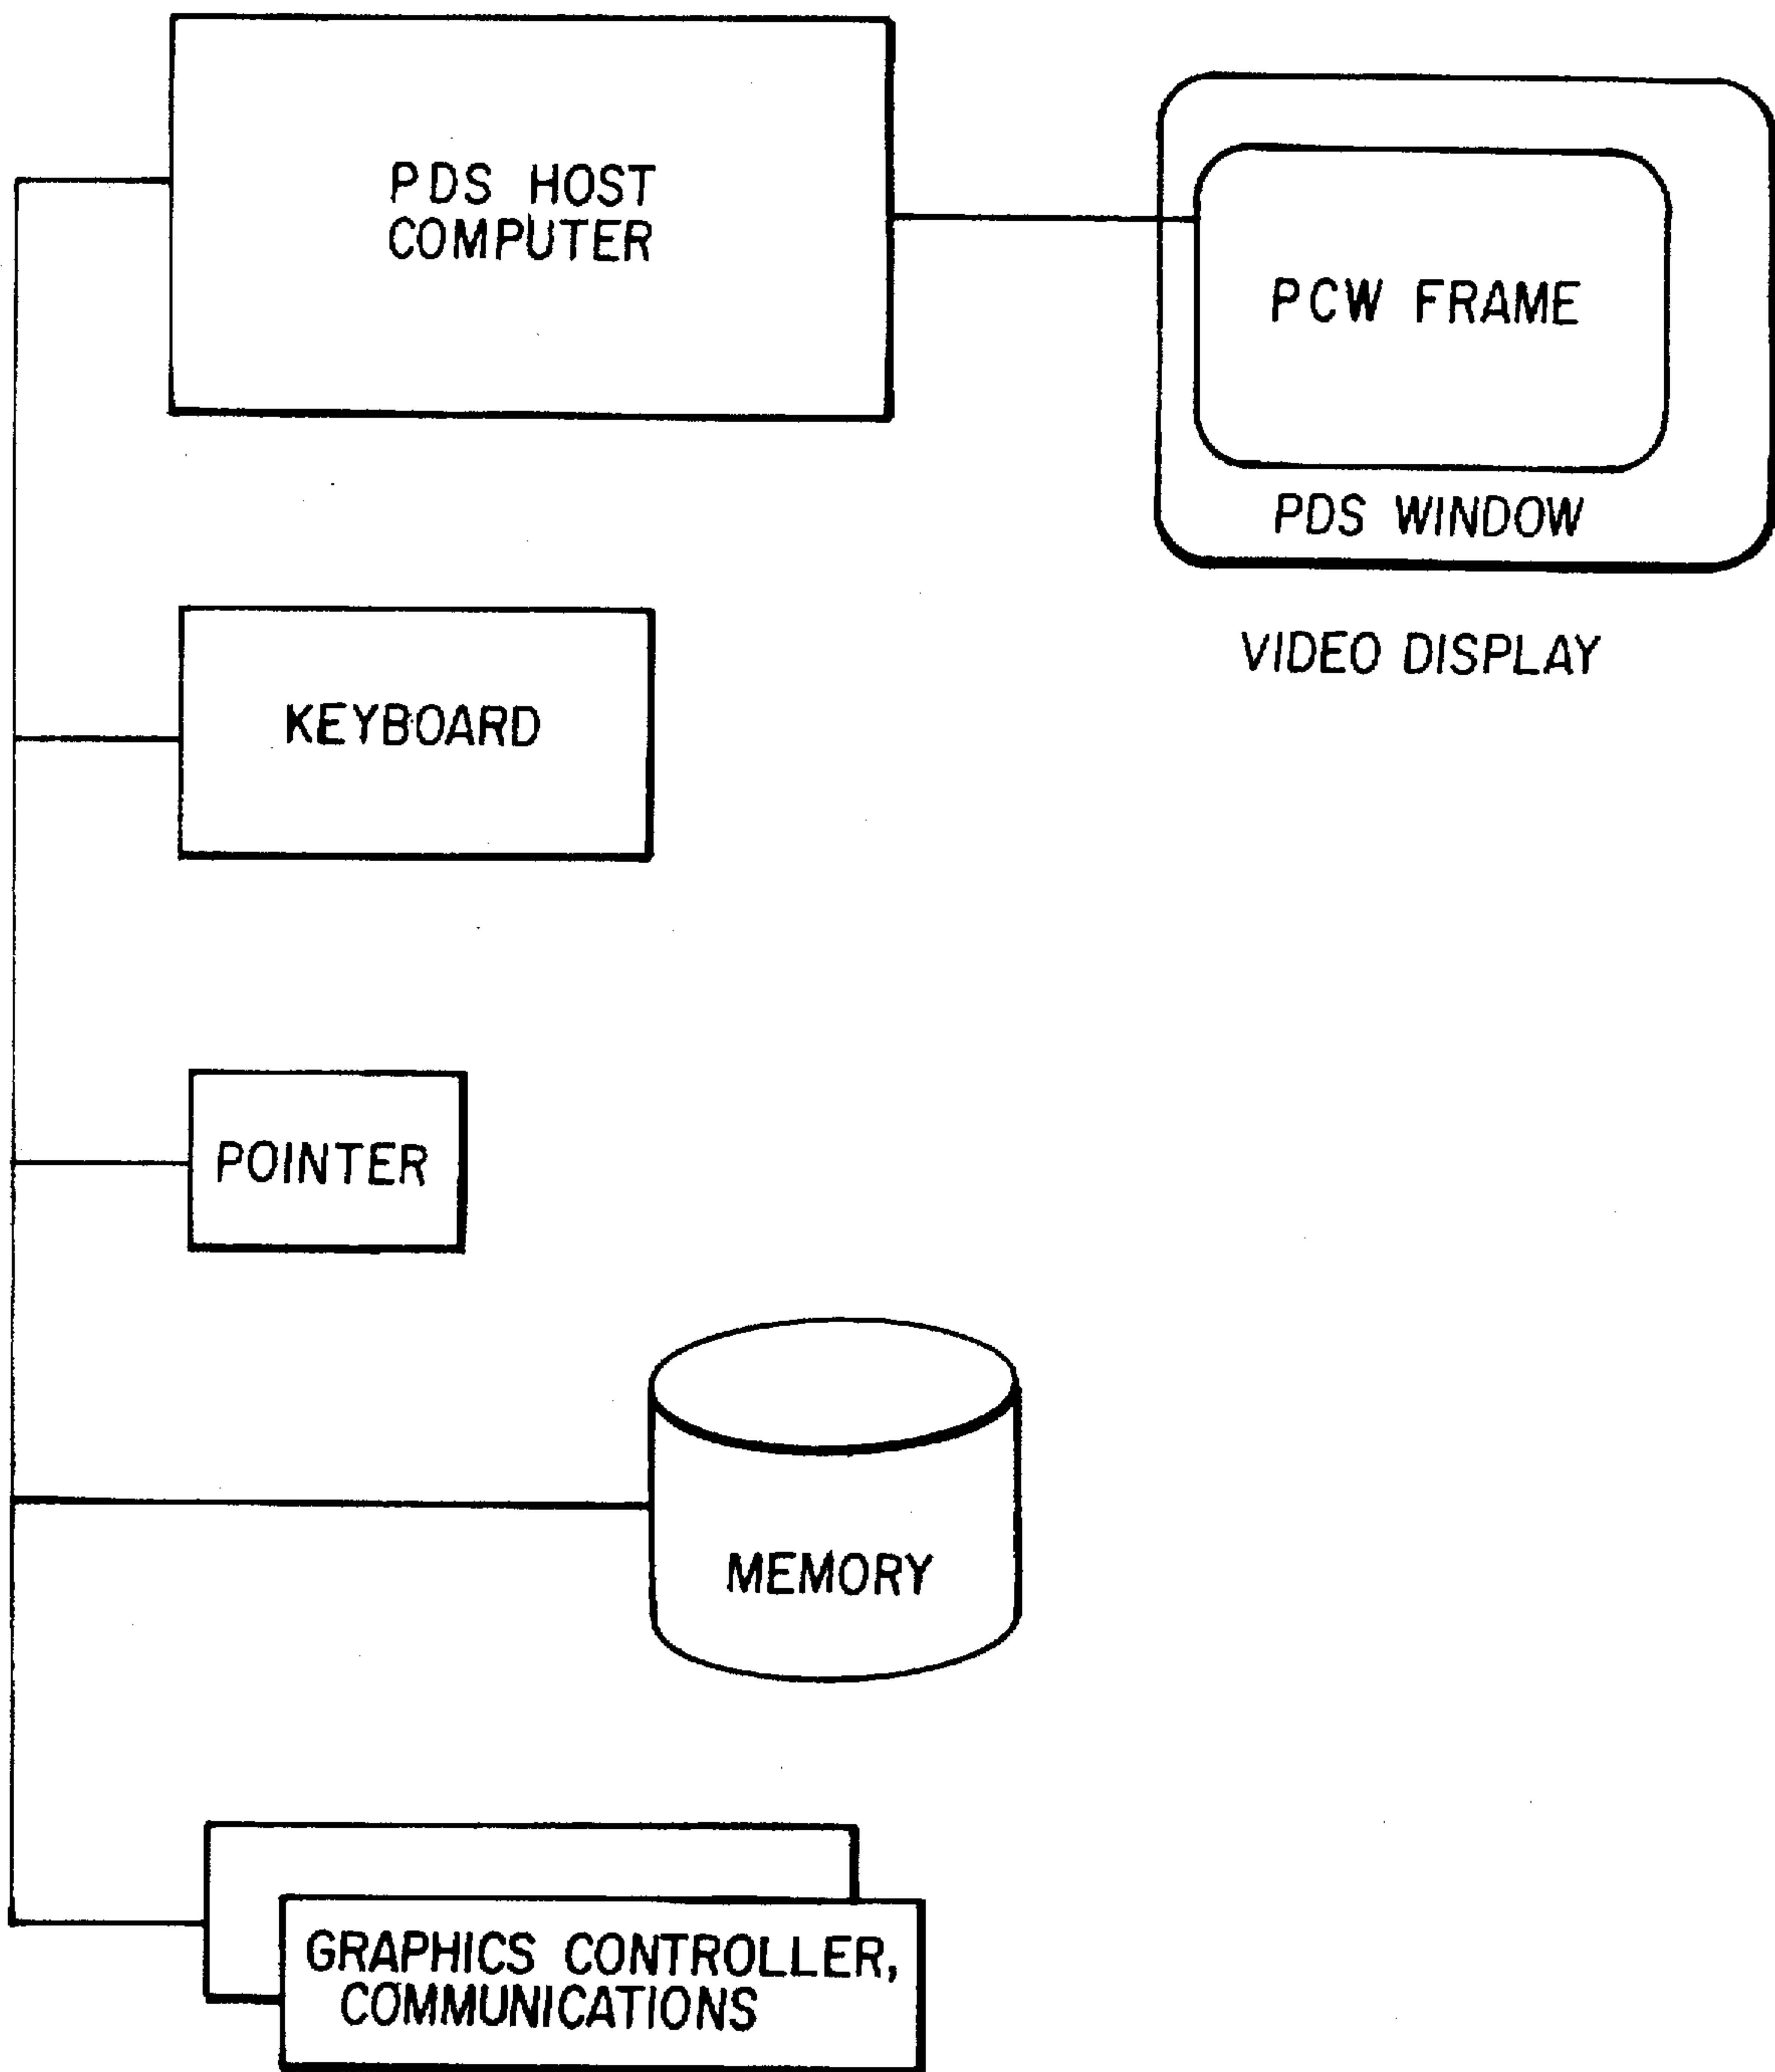 PDS HOST
COMPUTER
PCW FRAME
PDS WINDOW
VIDEO DISPLAY
KEYBOARD
POINTER
MEMORY
GRAPHICS CONTROLLER,
COMMUNICATIONS